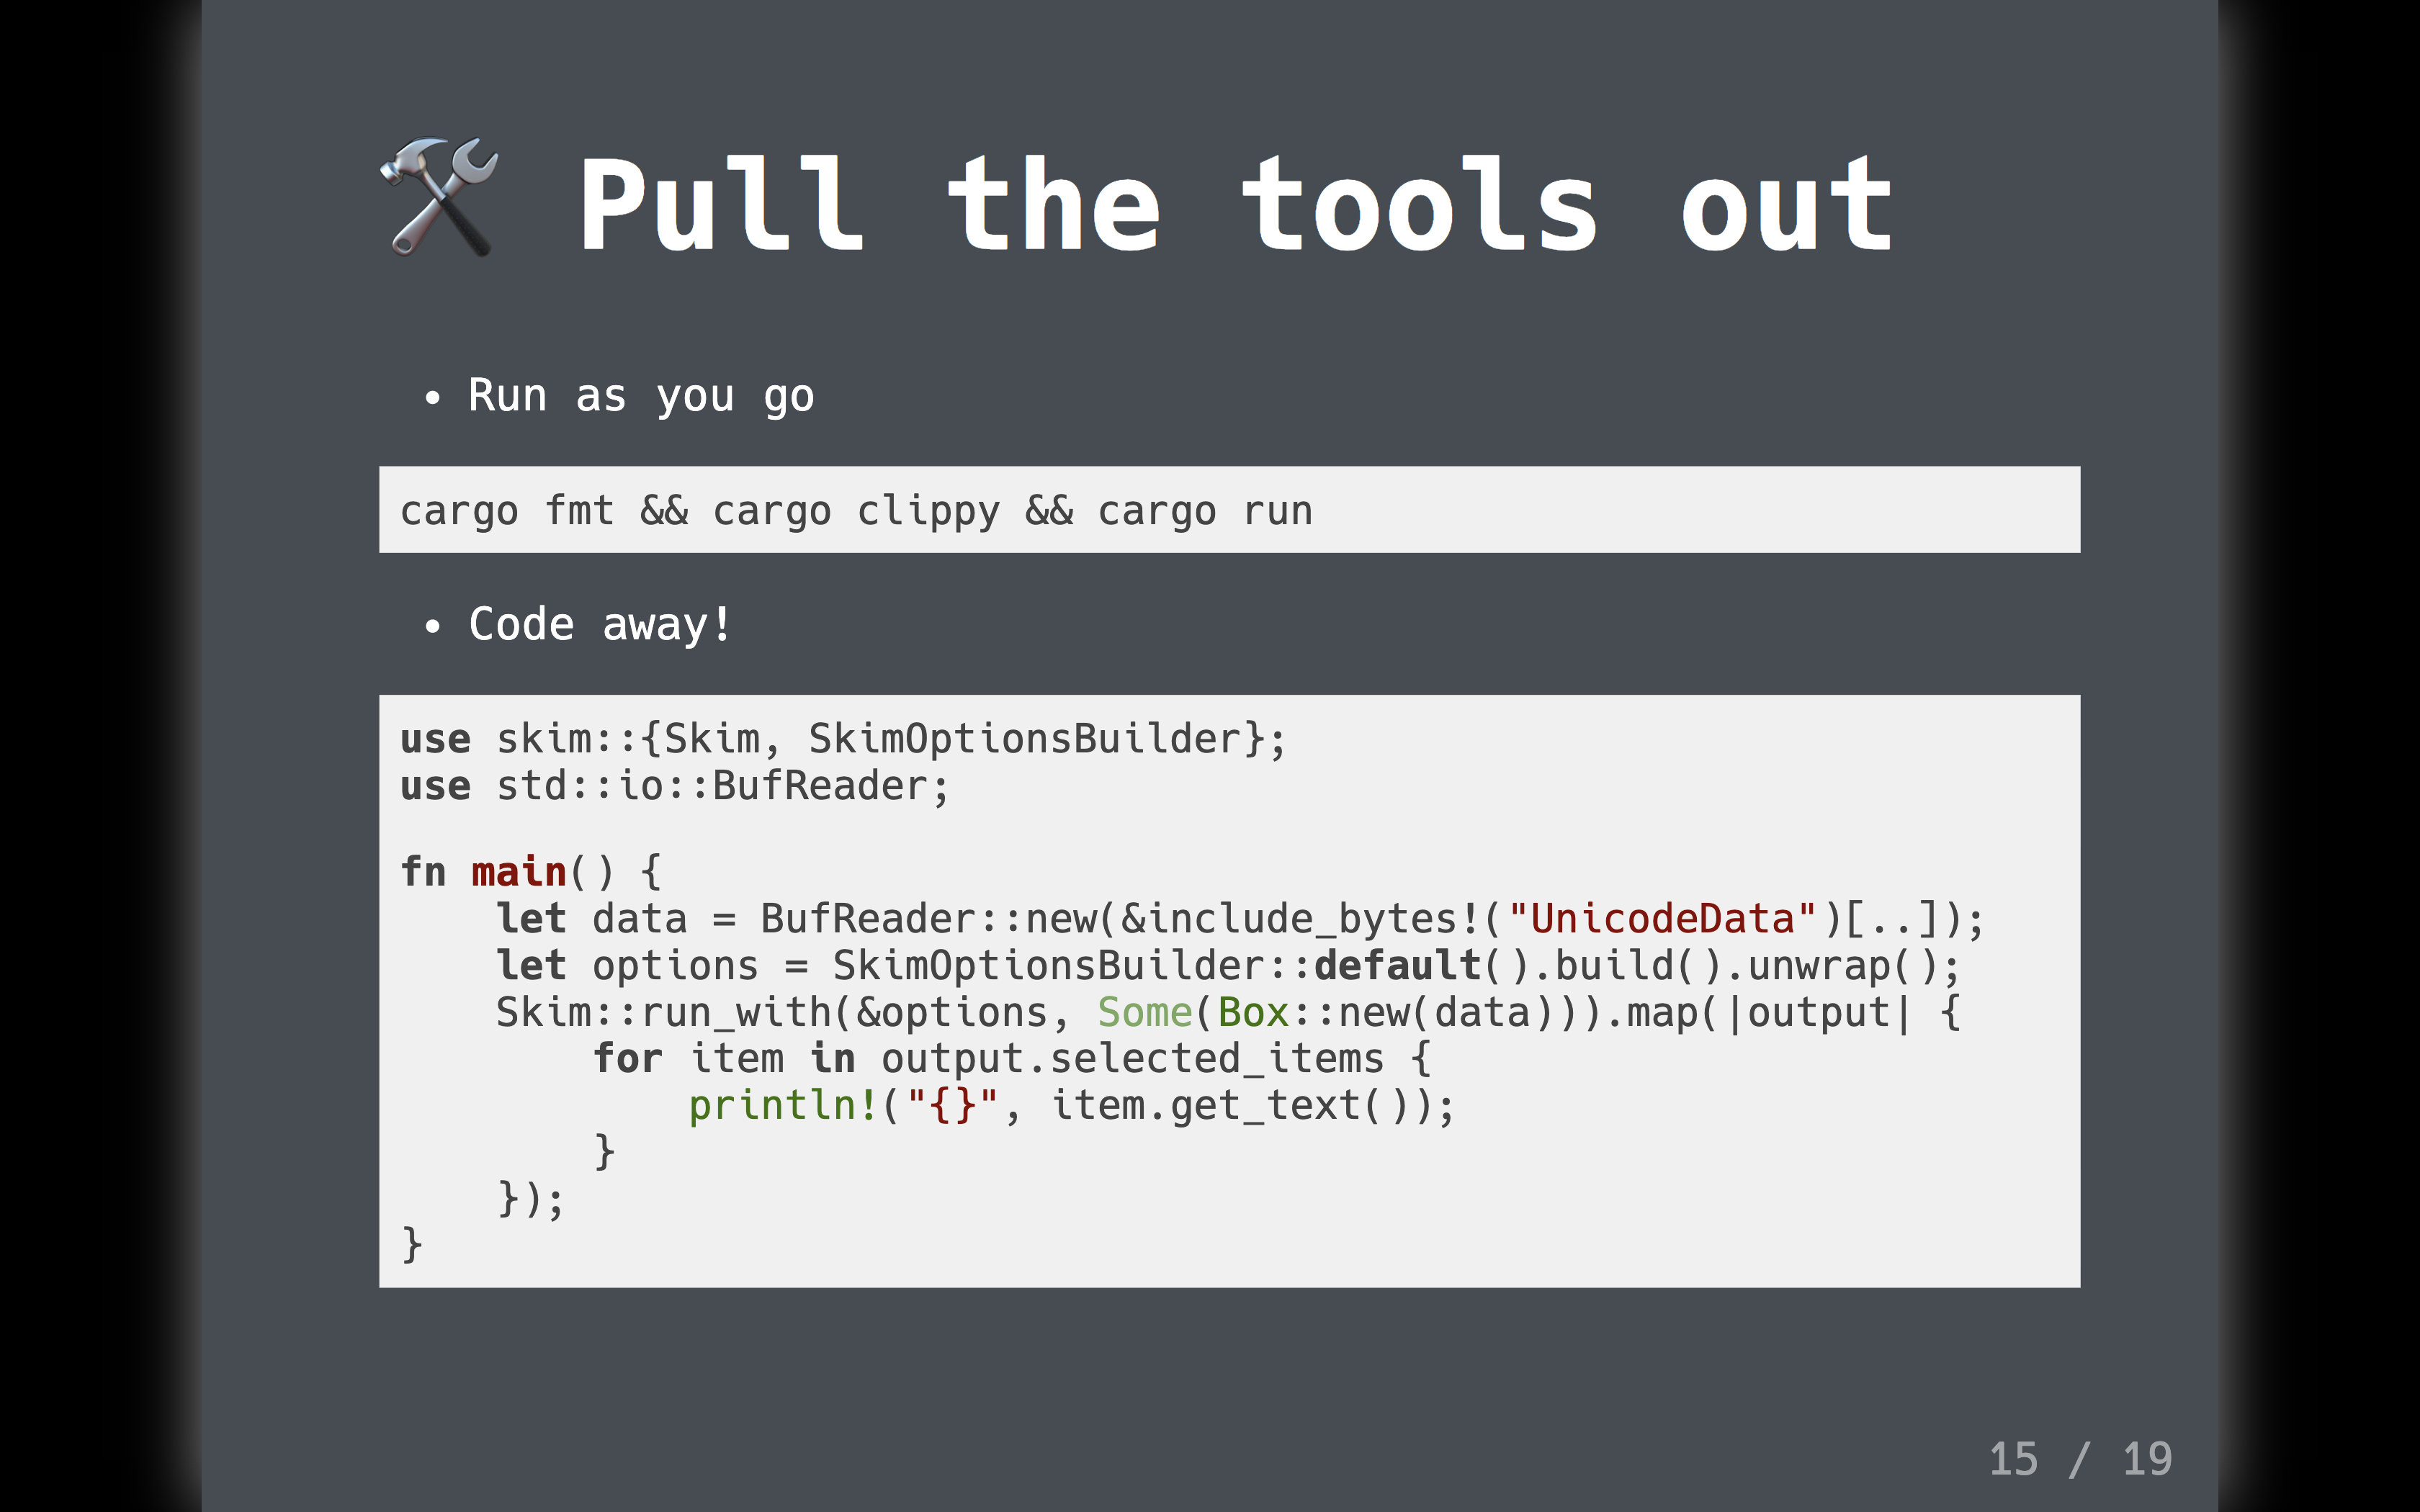 🛠 Pull the tools out
• Run as you go
cargo fmt && cargo clippy && cargo run
• Code away!
use skim::{Skim, SkimOptionsBuilder};
use std::io::BufReader;
fn main() {
    let data = BufReader::new(&include_bytes!("UnicodeData")[..]);
    let options = SkimOptionsBuilder::default().build().unwrap();
    Skim::run_with(&options, Some(Box::new(data))).map(|output| {
        for item in output.selected_items {
            println!("{}", item.get_text());
        }
    });
}
15 / 19